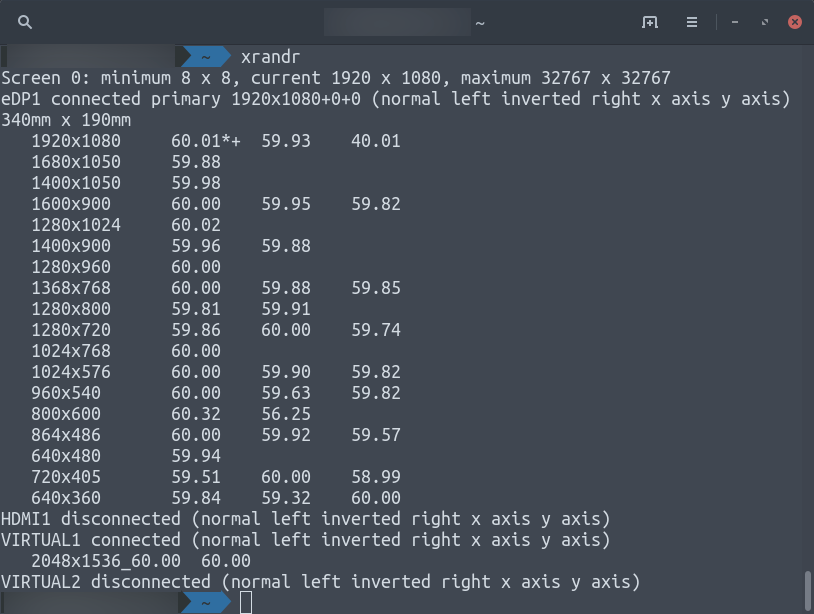 ~
~ xrandr
Screen 0: minimum 8 x 8, current 1920 x 1080, maximum 32767 x 32767
eDP1 connected primary 1920x1080+0+0 (normal left inverted right x axis y axis)
340mm x 190mm
   1920x1080     60.01*+  59.93    40.01
   1680x1050     59.88
   1400x1050     59.98
   1600x900      60.00    59.95    59.82
   1280x1024     60.02
   1400x900      59.96    59.88
   1280x960      60.00
   1368x768      60.00    59.88    59.85
   1280x800      59.81    59.91
   1280x720      59.86    60.00    59.74
   1024x768      60.00
   1024x576      60.00    59.90    59.82
   960x540       60.00    59.63    59.82
   800x600       60.32    56.25
   864x486       60.00    59.92    59.57
   640x480       59.94
   720x405       59.51    60.00    58.99
   640x360       59.84    59.32    60.00
HDMI1 disconnected (normal left inverted right x axis y axis)
VIRTUAL1 connected (normal left inverted right x axis y axis)
   2048x1536_60.00  60.00
VIRTUAL2 disconnected (normal left inverted right x axis y axis)
~